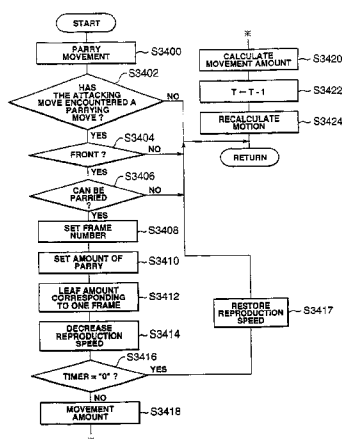 START
PARRY
MOVEMENT
S3400
S3402
HAS
THE ATTACKING
MOVE ENCOUNTERED A
PARRYING
MOVE ?
NO
YES
S3404
FRONT ?
NO
YES
S3406
CAN BE
PARRIED
?
NO
YES
SET FRAME
NUMBER
S3408
SET AMOUNT OF
PARRY
S3410
LEAF AMOUNT
CORRESPONDING
TO ONE FRAME
S3412
DECREASE
REPRODUCTION
SPEED
S3414
S3416
TIMER = "0" ?
YES
NO
MOVEMENT
AMOUNT
S3418
*
*
CALCULATE
MOVEMENT AMOUNT
S3420
T ← T - 1
S3422
RECALCULATE
MOTION
S3424
RETURN
RESTORE
REPRODUCTION
SPEED
S3417